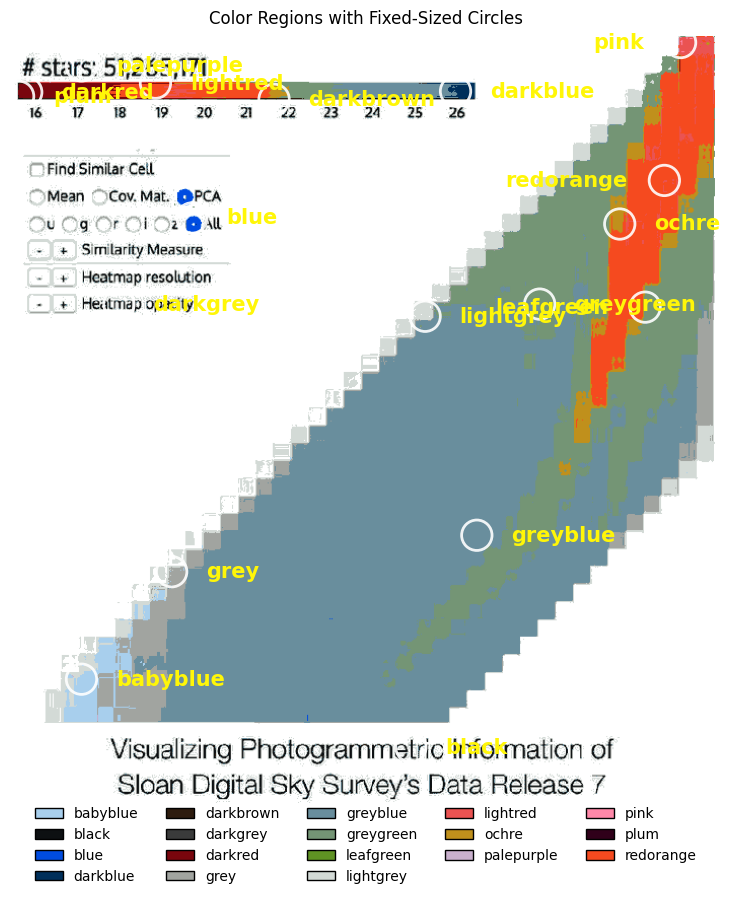 Color Regions with Fixed-Sized Circles
pink
# stars: 51,265,171
palepurple
lightred
darkred
plum
darkbrown
darkblue
16 17 18 19 20 21 22 23 24 25 26
Find Similar Cell
redorange
Mean Cov. Mat. PCA
u g r i z All
blue
ochre
- + Similarity Measure
- + Heatmap resolution
- + Heatmap opacity
darkgrey
leafgreen
greygreen
lightgrey
greyblue
grey
babyblue
black
Visualizing Photogrammetric Information of
Sloan Digital Sky Survey's Data Release 7
babyblue darkbrown greyblue lightred pink
black darkgrey greygreen ochre plum
blue darkred leafgreen palepurple redorange
darkblue grey lightgrey